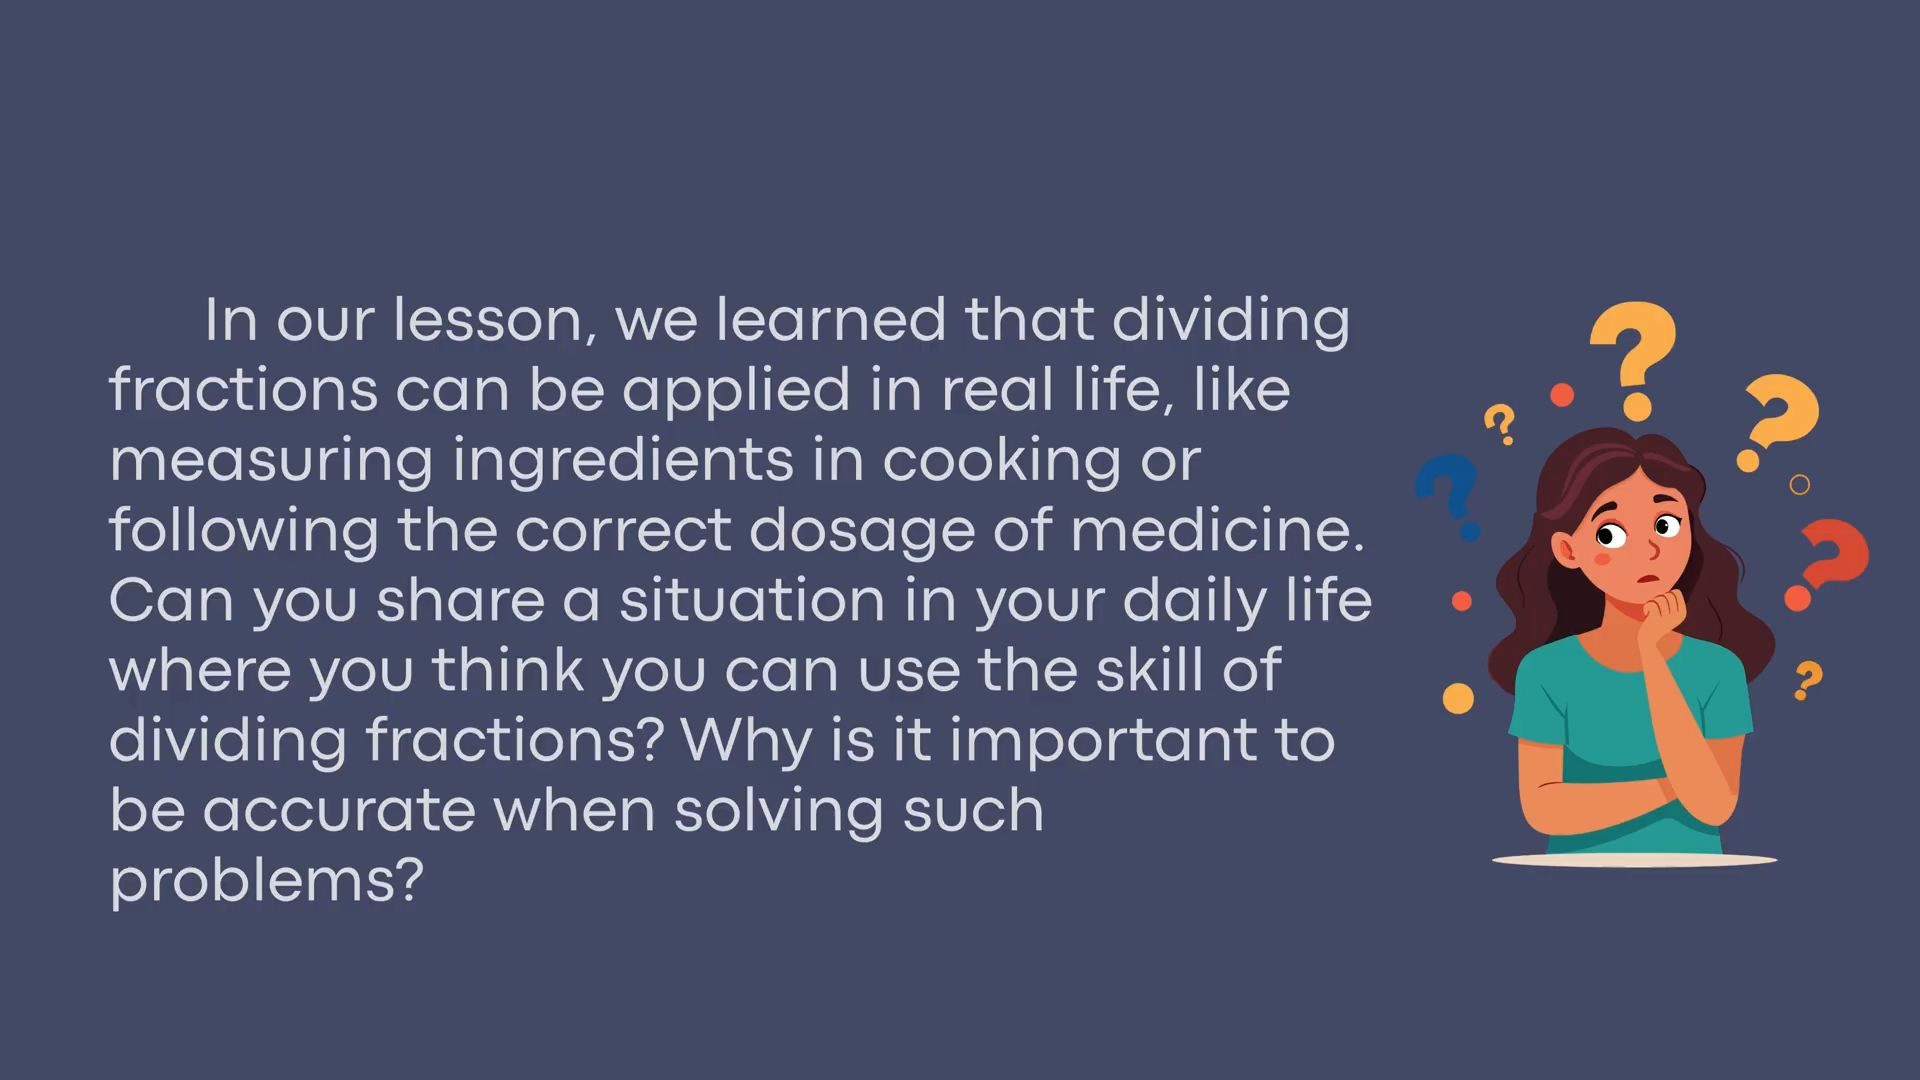 In our lesson, we learned that dividing
fractions can be applied in real life, like
measuring ingredients in cooking or
following the correct dosage of medicine.
Can you share a situation in your daily life
where you think you can use the skill of
dividing fractions? Why is it important to
be accurate when solving such
problems?